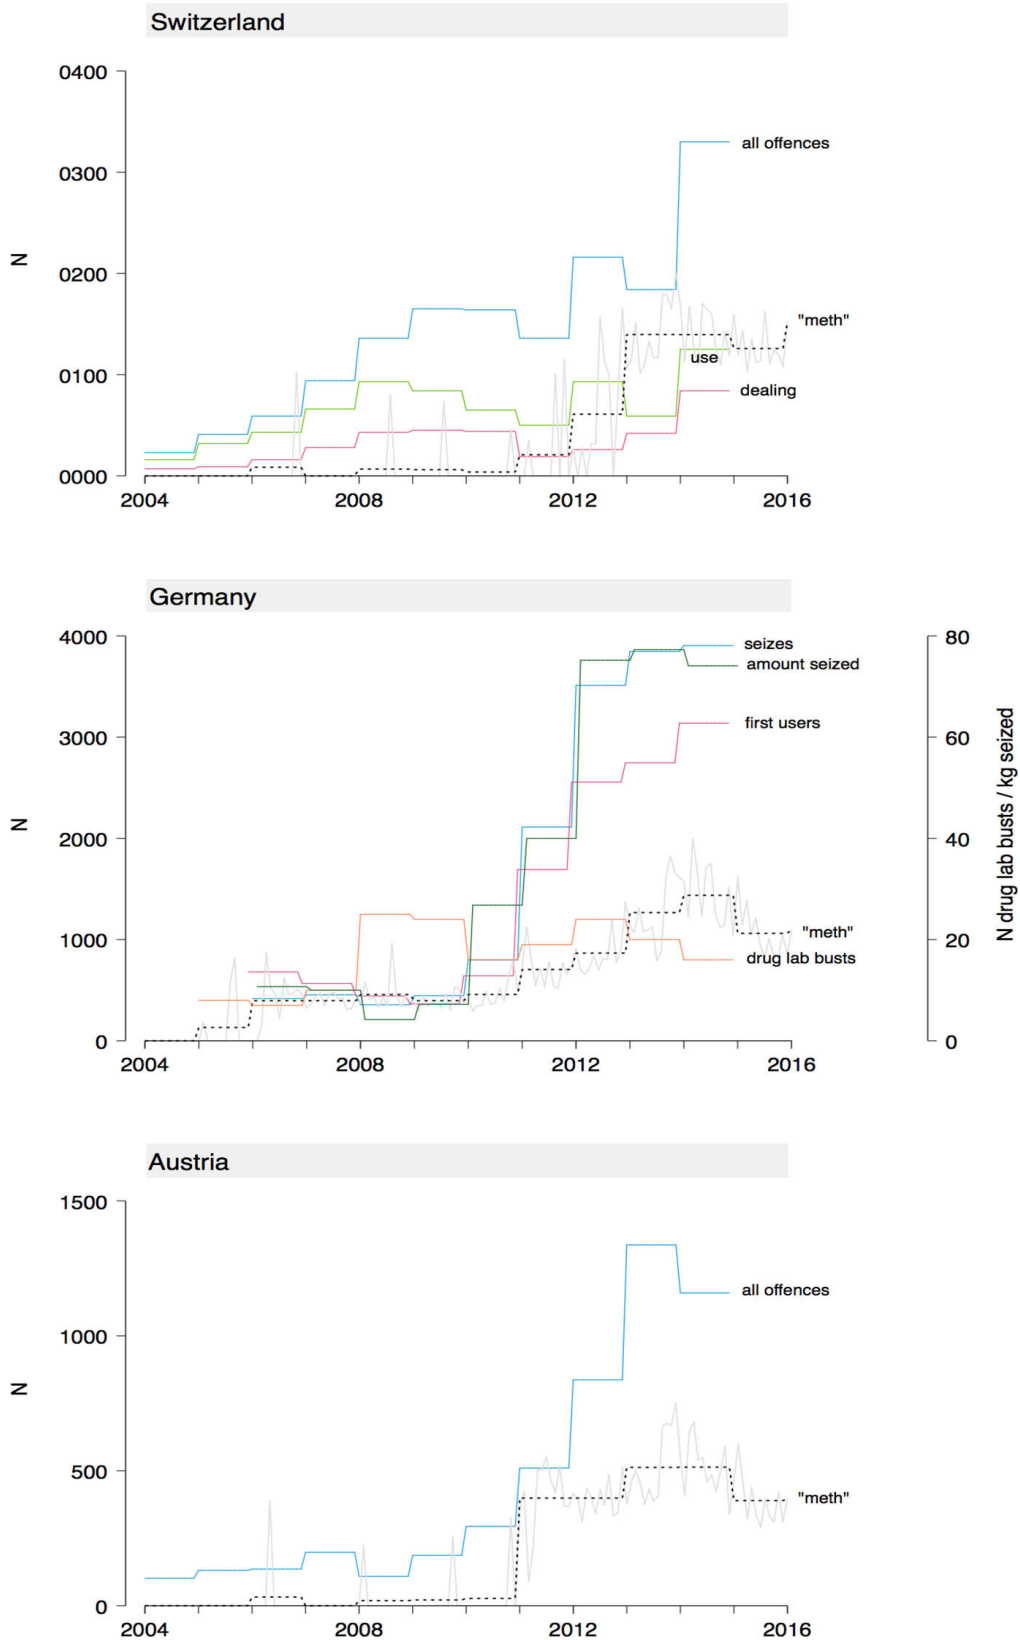 Switzerland
0400
0300
0200
0100
0000
N
all offences
"meth"
use
dealing
2004
2008
2012
2016
Germany
4000
3000
2000
1000
0
N
seizes
amount seized
first users
"meth"
drug lab busts
80
60
40
20
0
N drug lab busts / kg seized
2004
2008
2012
2016
Austria
1500
1000
500
0
N
all offences
"meth"
2004
2008
2012
2016